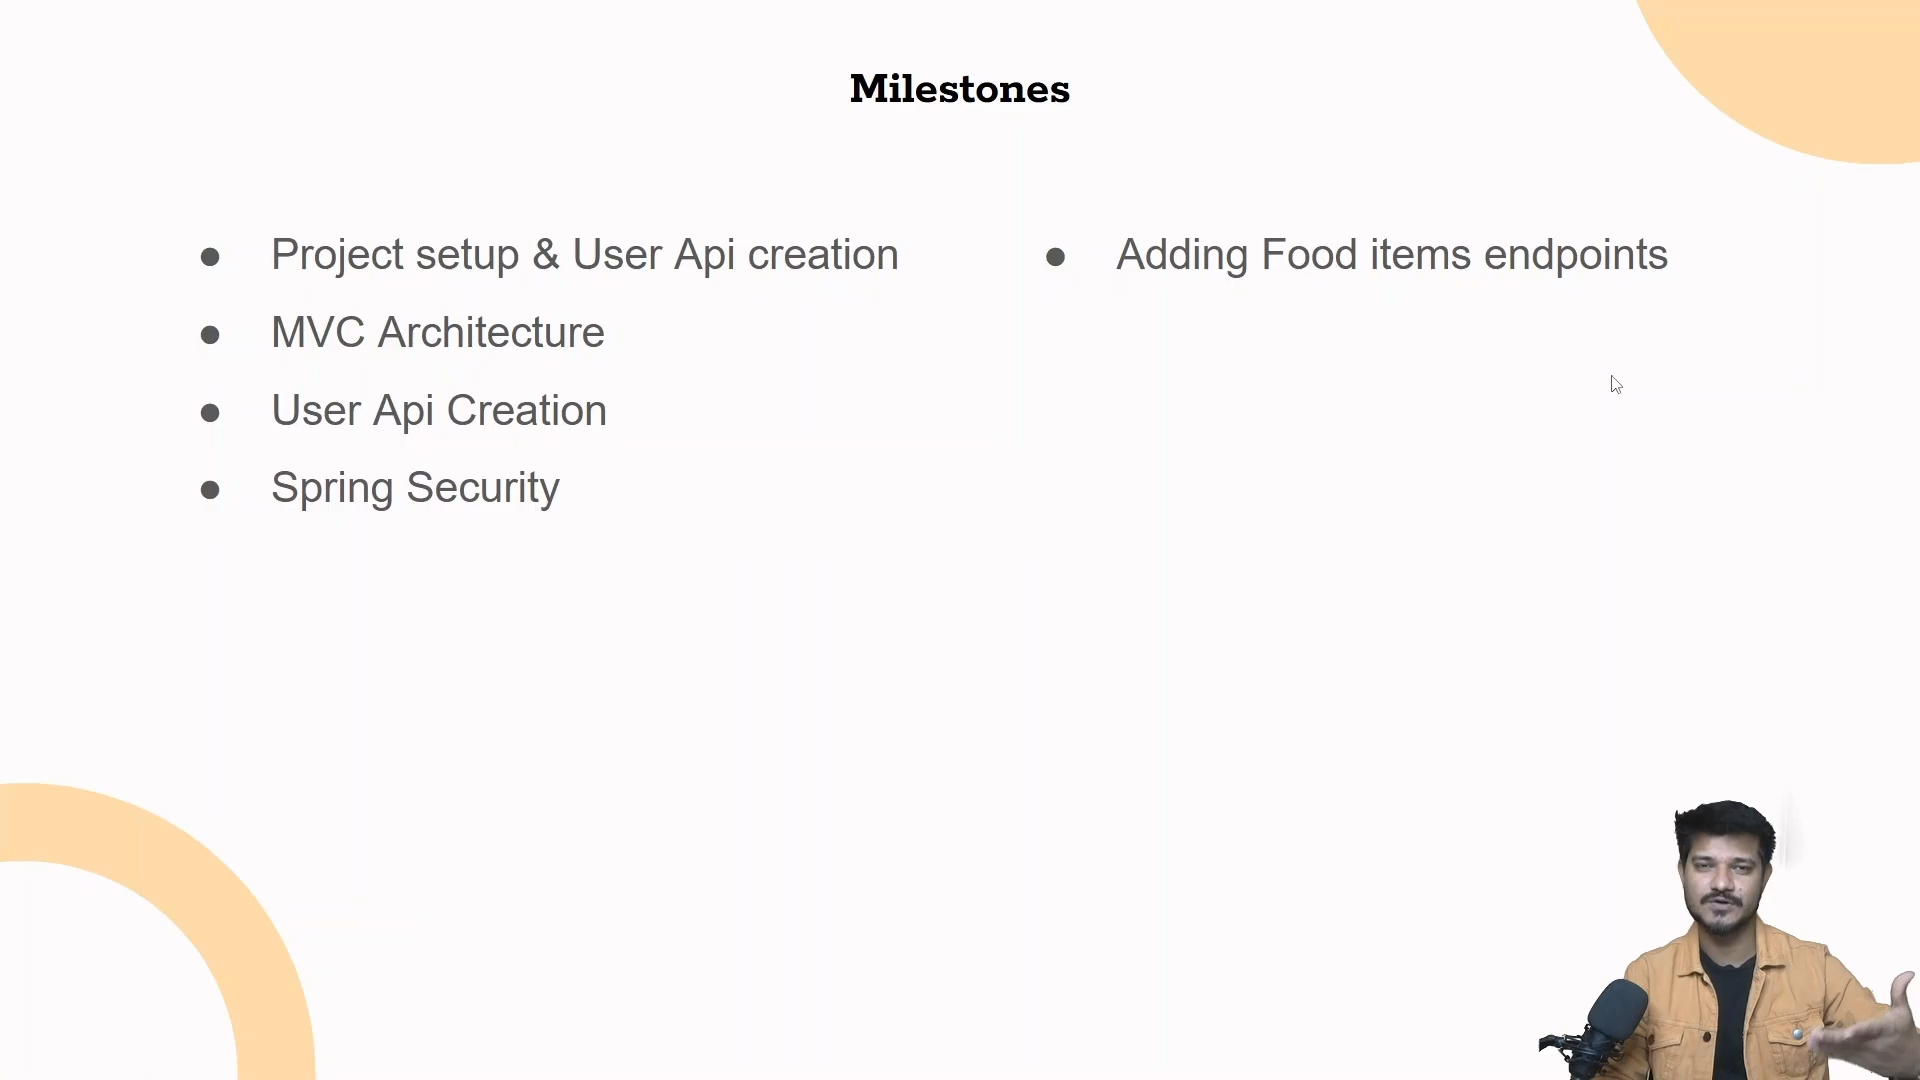 Milestones
● Project setup & User Api creation
● MVC Architecture
● User Api Creation
● Spring Security
● Adding Food items endpoints